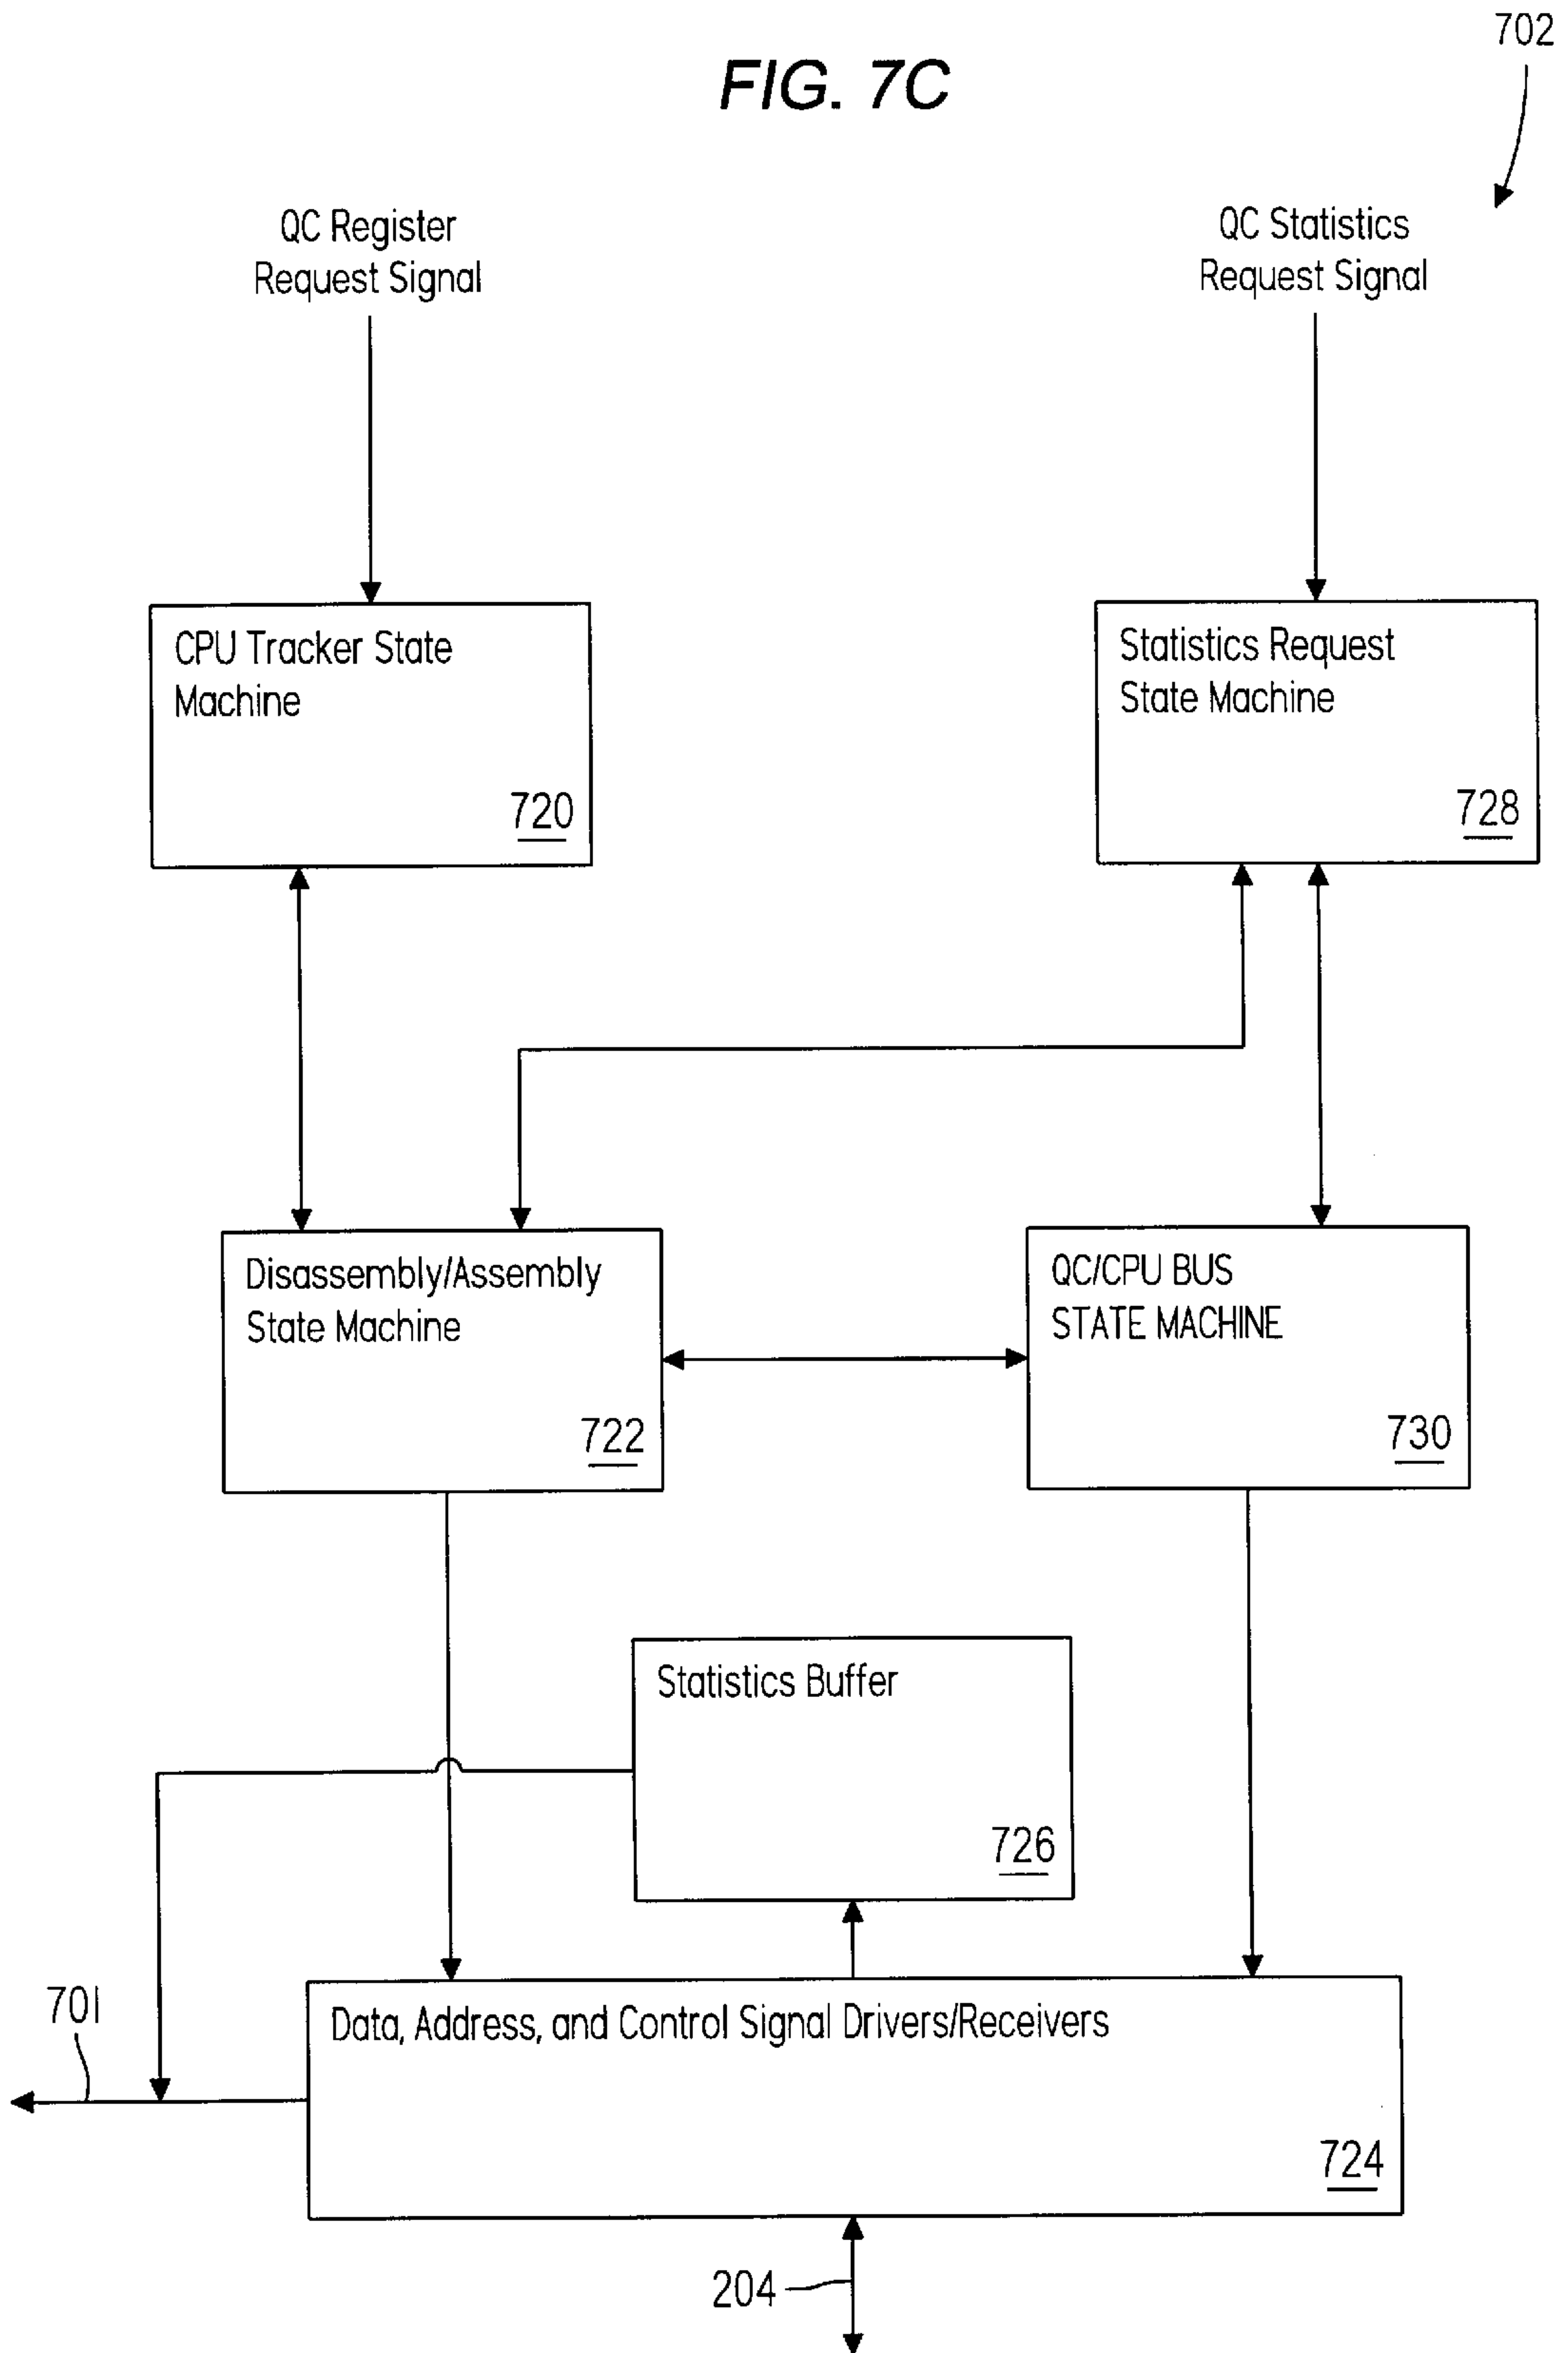 702
FIG. 7C
QC Register
Request Signal
QC Statistics
Request Signal
CPU Tracker State
Machine
720
Statistics Request
State Machine
728
Disassembly/Assembly
State Machine
722
QC/CPU BUS
STATE MACHINE
730
Statistics Buffer
726
701
Data, Address, and Control Signal Drivers/Receivers
724
204